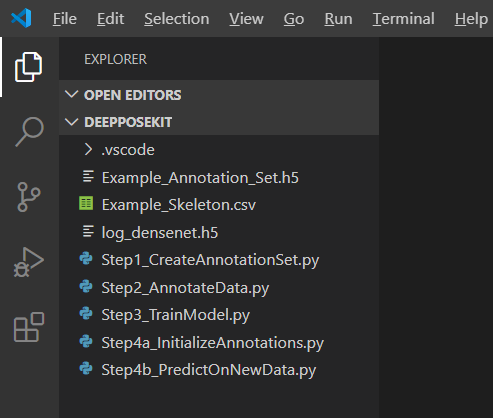 File Edit Selection View Go Run Terminal Help
EXPLORER
OPEN EDITORS
DEEPPOSEKIT
.vscode
Example_Annotation_Set.h5
Example_Skeleton.csv
log_densenet.h5
Step1_CreateAnnotationSet.py
Step2_AnnotateData.py
Step3_TrainModel.py
Step4a_InitializeAnnotations.py
Step4b_PredictOnNewData.py